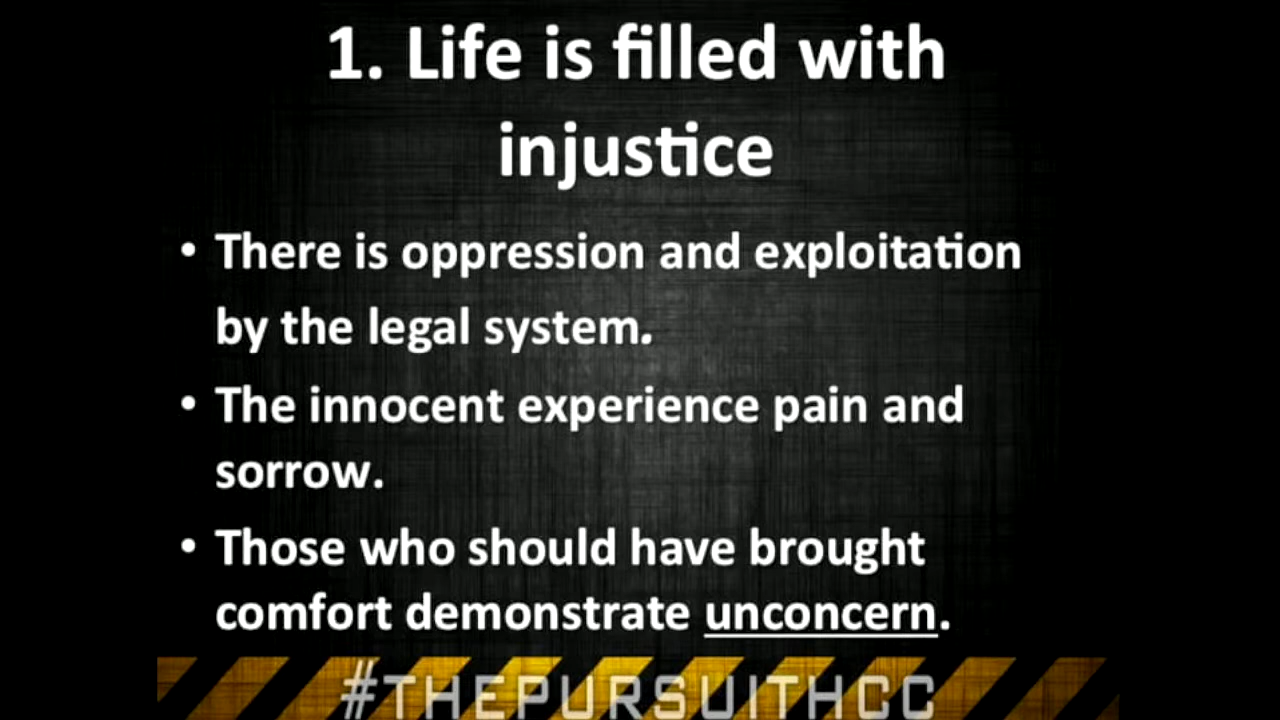 1. Life is filled with
injustice
• There is oppression and exploitation
by the legal system.
• The innocent experience pain and
sorrow.
• Those who should have brought
comfort demonstrate unconcern.
#THEPURSUITHCC